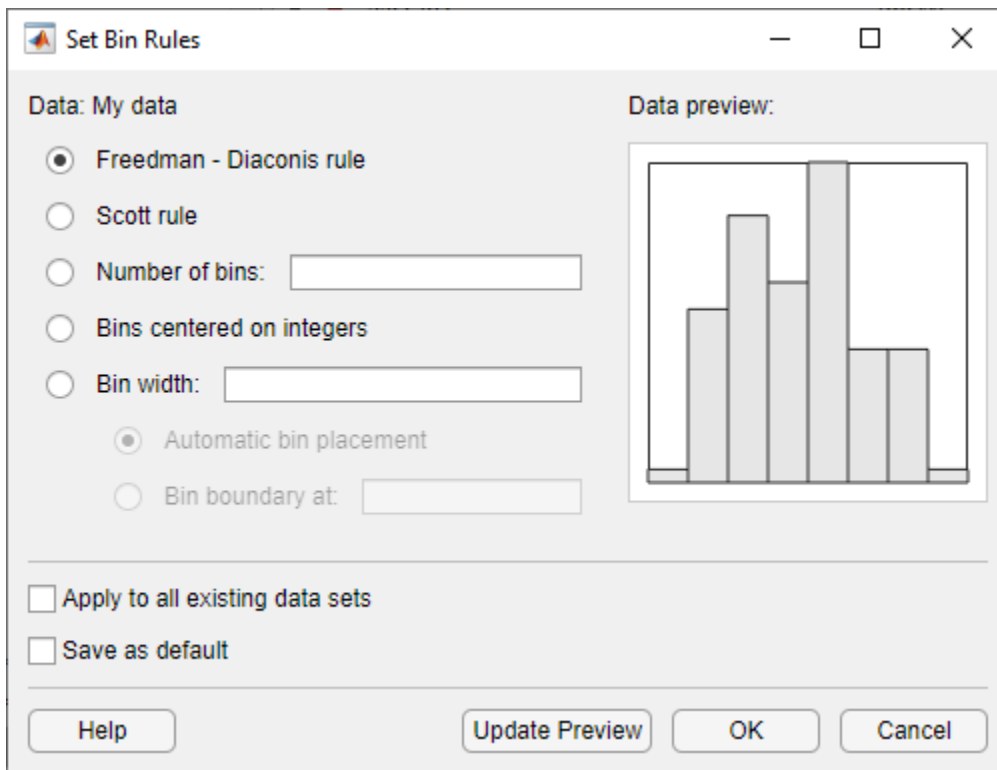 Set Bin Rules
Data: My data
Data preview:
Freedman - Diaconis rule
Scott rule
Number of bins:
Bins centered on integers
Bin width:
Automatic bin placement
Bin boundary at:
Apply to all existing data sets
Save as default
Help
Update Preview
OK
Cancel